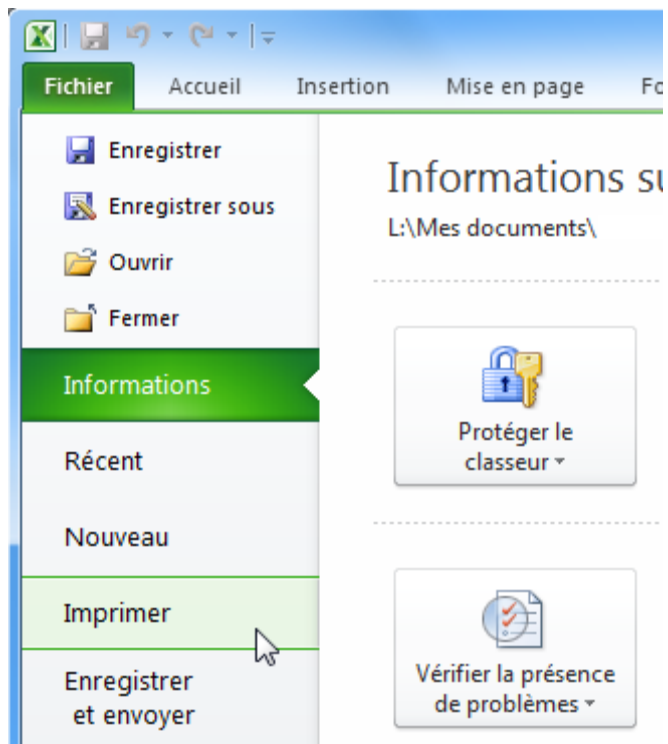 Fichier Accueil Insertion Mise en page
Enregistrer
Enregistrer sous
Ouvrir
Fermer
Informations
Récent
Nouveau
Imprimer
Enregistrer
et envoyer
Informations
L:\Mes documents\
Protéger le
classeur
Vérifier la présence
de problèmes